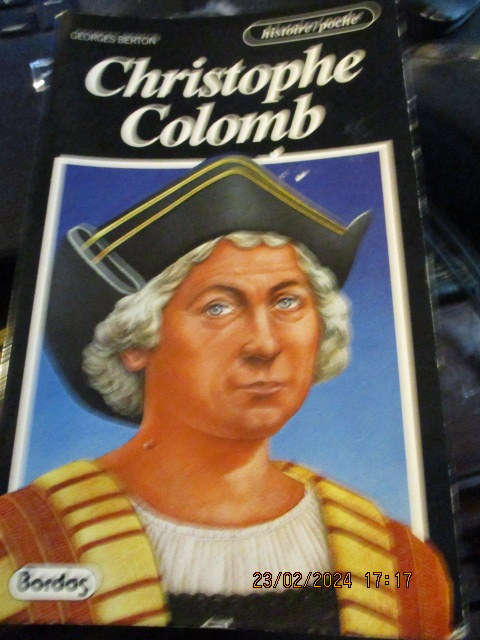 GEORGES BERTON
histoire/poche
Christophe
Colomb
Bordas
23/02/2024 17:17